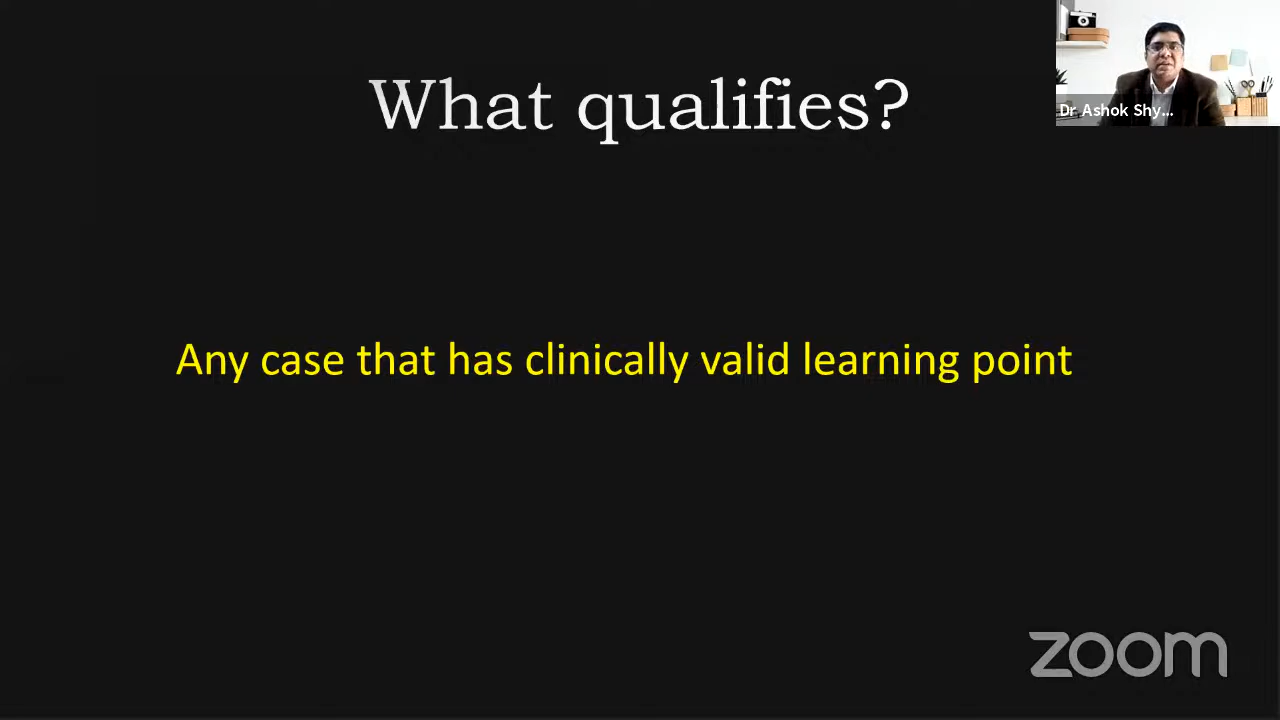 What qualifies?
Dr Ashok Shy...
Any case that has clinically valid learning point
zoom